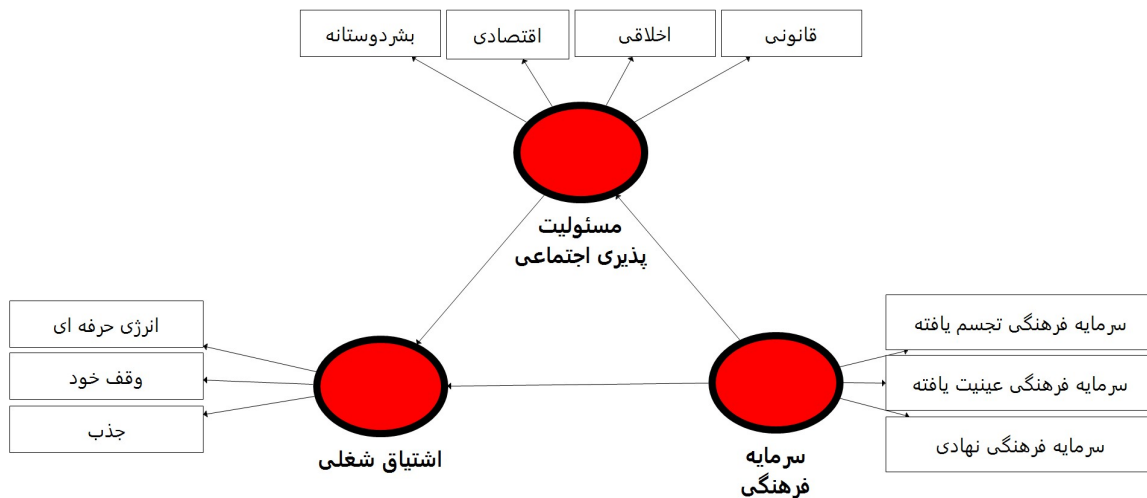 قانونی
اخلاقی
اقتصادی
بشردوستانه
مسئولیت
پذیری اجتماعی
سرمایه فرهنگی تجسم یافته
سرمایه فرهنگی عینیت یافته
سرمایه فرهنگی نهادی
سرمایه
فرهنگی
انرژی حرفه ای
وقف خود
جذب
اشتیاق شغلی